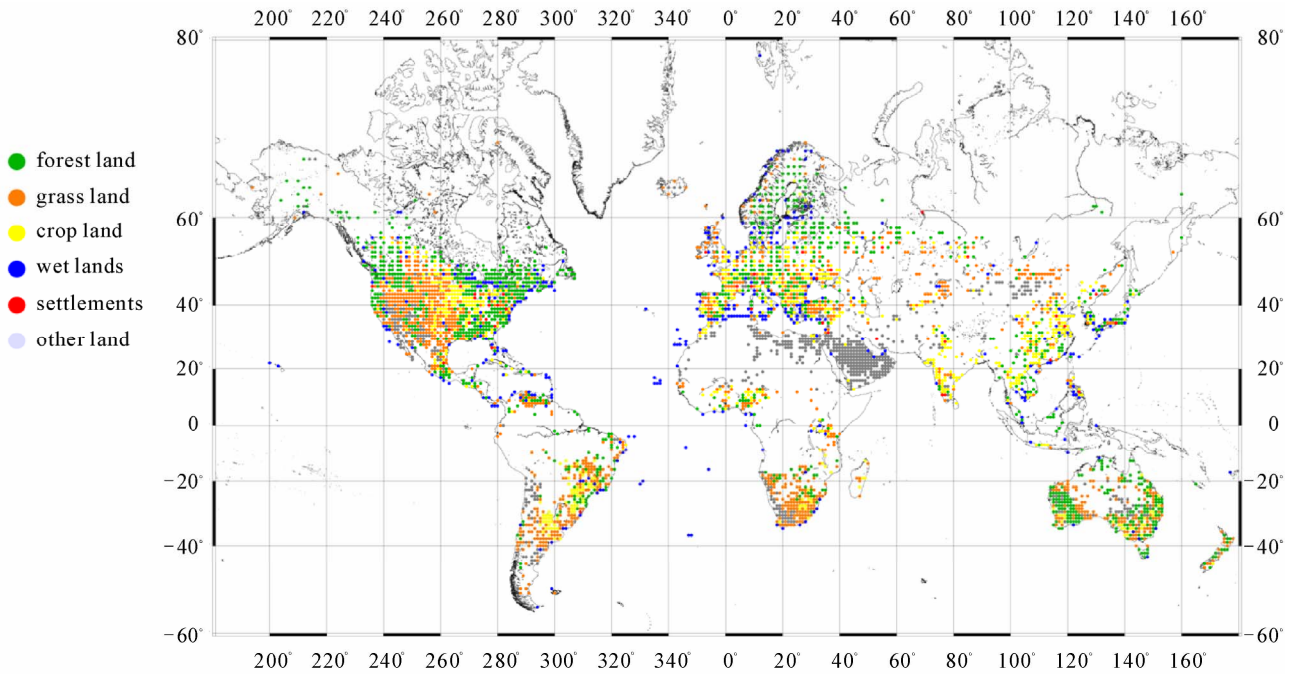 200° 220° 240° 260° 280° 300° 340° 0° 20° 40° 60° 80° 100° 120° 140° 160°
80° 80°
forest land
grass land
crop land
wet lands
settlements
other land
60° 60°
40° 40°
20° 20°
0 0
−20° −20°
−40° −40°
−60° −60°
200° 220° 240° 260° 280° 300° 340° 0° 20° 40° 60° 80° 100° 120° 140° 160°